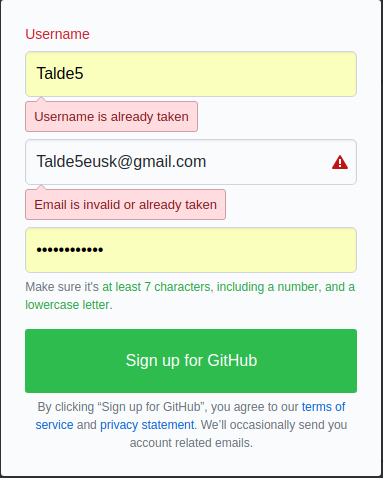 Username
Talde5
Username is already taken
Talde5eusk@gmail.com
Email is invalid or already taken
••••••••••••
Make sure it's at least 7 characters, including a number, and a
lowercase letter.
Sign up for GitHub
By clicking “Sign up for GitHub”, you agree to our terms of
service and privacy statement. We’ll occasionally send you
account related emails.